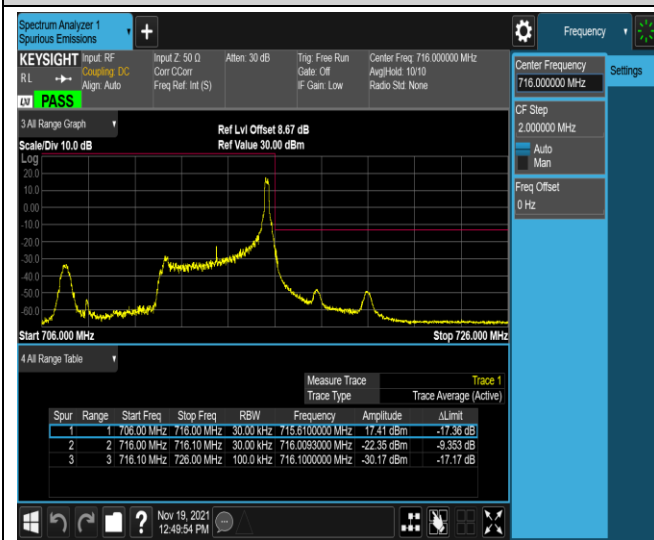 Spectrum Analyzer 1
Spurious Emissions
Frequency
KEYSIGHT Input: RF Input Z: 50 Ω Atten: 30 dB Trig: Free Run Center Freq: 716.000000 MHz
RL Coupling: DC Corr CCorr Gate: Off Avg|Hold: 10/10
Align: Auto Freq Ref: Int (S) IF Gain: Low Radio Std: None
LXI PASS
Center Frequency
716.000000 MHz
Settings
CF Step
2.000000 MHz
Auto
Man
Freq Offset
0 Hz
3 All Range Graph
Ref Lvl Offset 8.67 dB
Scale/Div 10.0 dB Ref Value 30.00 dBm
Log
20.0
10.0
0.00
-10.0
-20.0
-30.0
-40.0
-50.0
-60.0
Start 706.000 MHz Stop 726.000 MHz
4 All Range Table
Measure Trace Trace 1
Trace Type Trace Average (Active)
Spur Range Start Freq Stop Freq RBW Frequency Amplitude ΔLimit
1 1 706.00 MHz 716.00 MHz 30.00 kHz 715.6100000 MHz 17.41 dBm -17.36 dB
2 2 716.00 MHz 716.10 MHz 30.00 kHz 716.0093000 MHz -22.35 dBm -9.353 dB
3 3 716.10 MHz 726.00 MHz 100.0 kHz 716.1000000 MHz -30.17 dBm -17.17 dB
Nov 19, 2021
12:49:54 PM